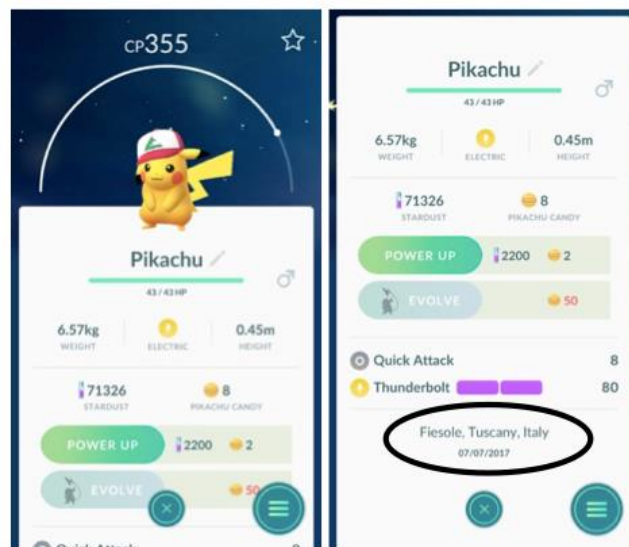 CP355
Pikachu
43 / 43 HP
6.57kg
WEIGHT
ELECTRIC
0.45m
HEIGHT
71326
STARDUST
8
PIKACHU CANDY
POWER UP
2200
2
EVOLVE
50
Quick Attack
Pikachu
43 / 43 HP
6.57kg
WEIGHT
ELECTRIC
0.45m
HEIGHT
71326
STARDUST
8
PIKACHU CANDY
POWER UP
2200
2
EVOLVE
50
Quick Attack 8
Thunderbolt 80
Fiesole, Tuscany, Italy
07/07/2017